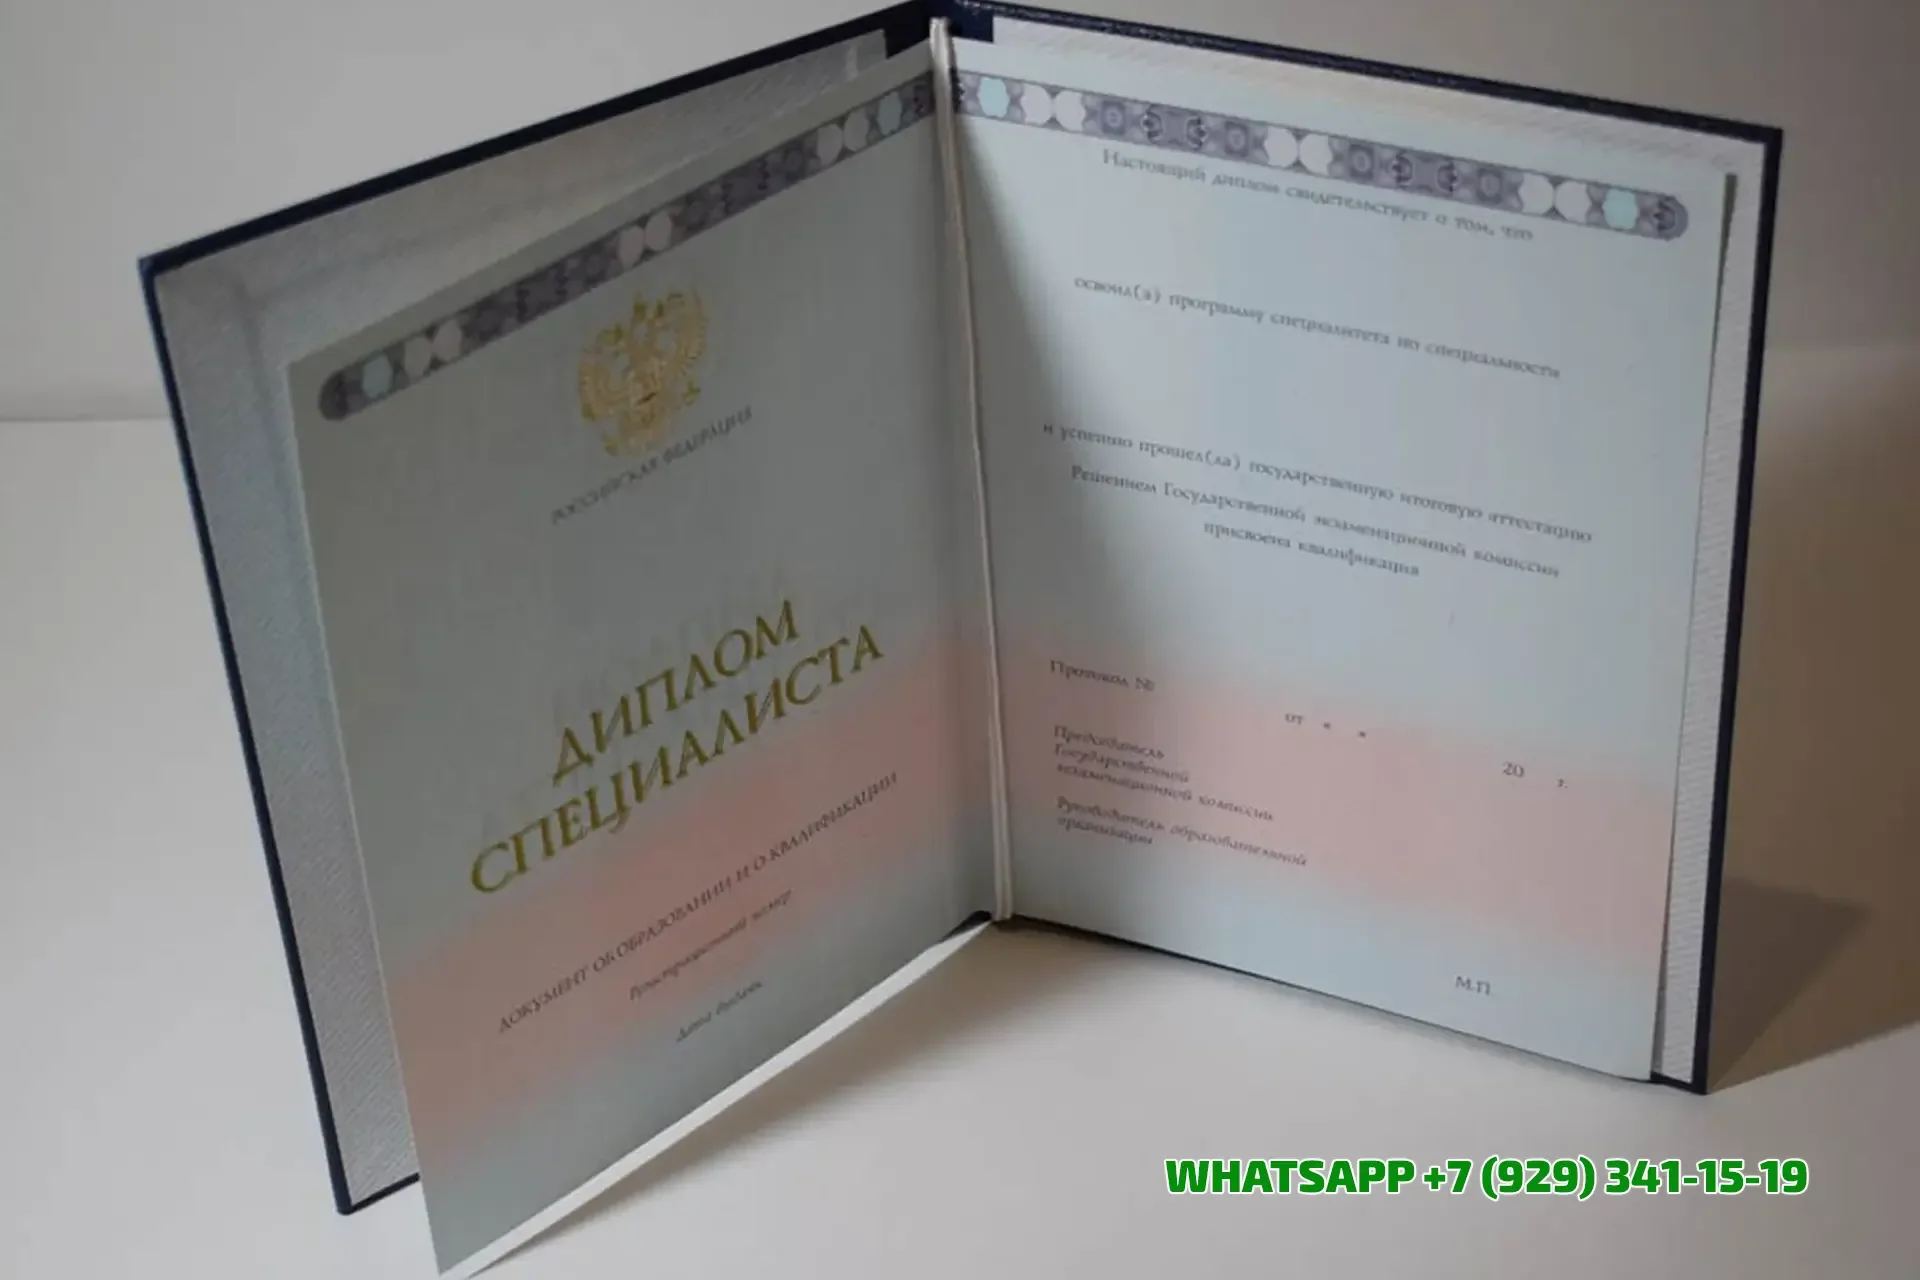 РОССИЙСКАЯ ФЕДЕРАЦИЯ
ДИПЛОМ
СПЕЦИАЛИСТА
ДОКУМЕНТ ОБ ОБРАЗОВАНИИ И О КВАЛИФИКАЦИИ
Регистрационный номер
Дата выдачи
Настоящий диплом свидетельствует о том, что
освоил(а) программу специалитета по специальности
и успешно прошел(ла) государственную итоговую аттестацию
Решением Государственной экзаменационной комиссии
присвоена квалификация
Протокол №
от « » 20 г.
Председатель
Государственной
экзаменационной комиссии
Руководитель образовательной
организации
М.П.
WHATSAPP +7 (929) 341-15-19